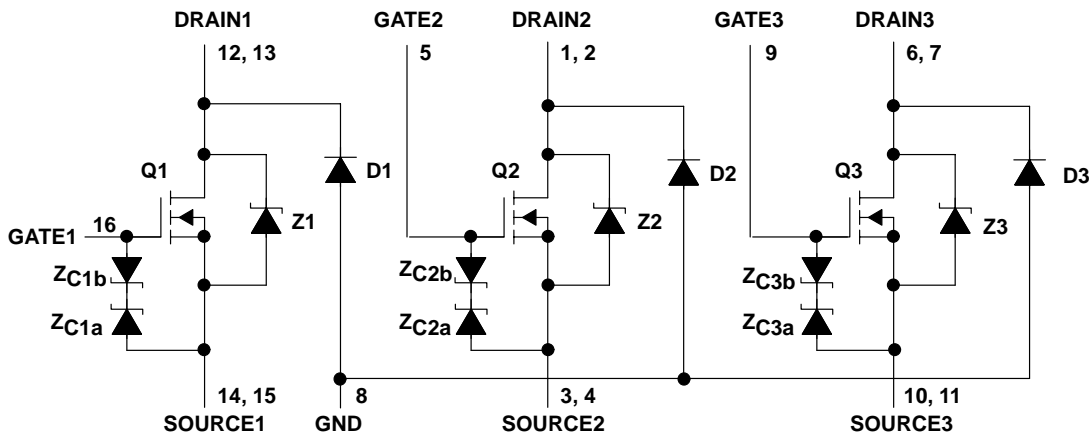 DRAIN1 GATE2 DRAIN2 GATE3 DRAIN3
12, 13 5 1, 2 9 6, 7
Q1 D1 Q2 D2 Q3 D3
Z1 Z2 Z3
16
GATE1
ZC1b ZC2b ZC3b
ZC1a ZC2a ZC3a
14, 15 8 3, 4 10, 11
SOURCE1 GND SOURCE2 SOURCE3